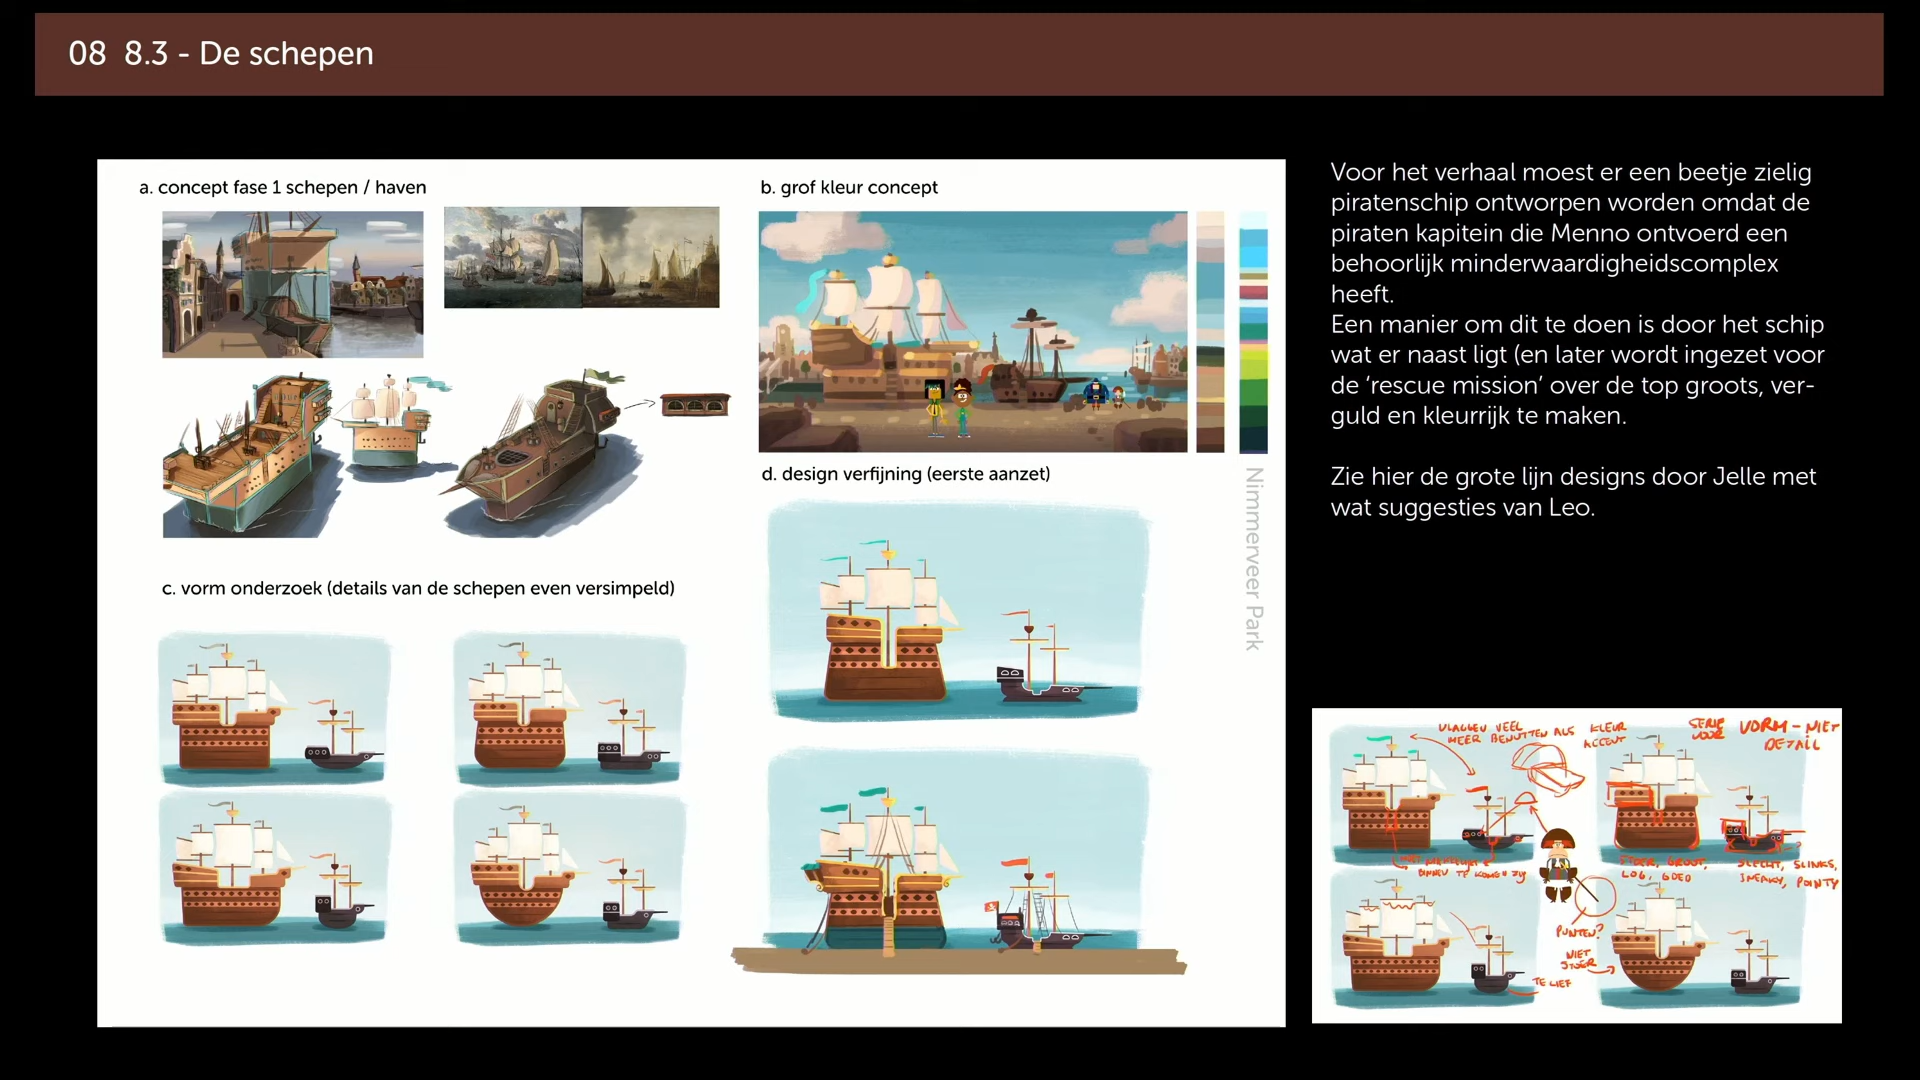 08 8.3 - De schepen
a. concept fase 1 schepen / haven
b. grof kleur concept
d. design verfijning (eerste aanzet)
c. vorm onderzoek (details van de schepen even versimpeld)
Nimmerveer Park
Voor het verhaal moest er een beetje zielig
piratenschip ontworpen worden omdat de
piraten kapitein die Menno ontvoerd een
behoorlijk minderwaardigheidscomplex
heeft.
Een manier om dit te doen is door het schip
wat er naast ligt (en later wordt ingezet voor
de ‘rescue mission’ over de top groots, ver-
guld en kleurrijk te maken.
Zie hier de grote lijn designs door Jelle met
wat suggesties van Leo.
VLAGGEN VEEL
MEER BENUTTEN ALS KLEUR
ACCENT
SERIE
VOOR
VORM - NIET
DETAIL
BINNEN TE KOMEN
STOER, GROOT,
LOG, GOED
SLECHT, SLINKS,
SNEAKY, POINTY
PUNTEN?
NIET
STOER
TE LIEF